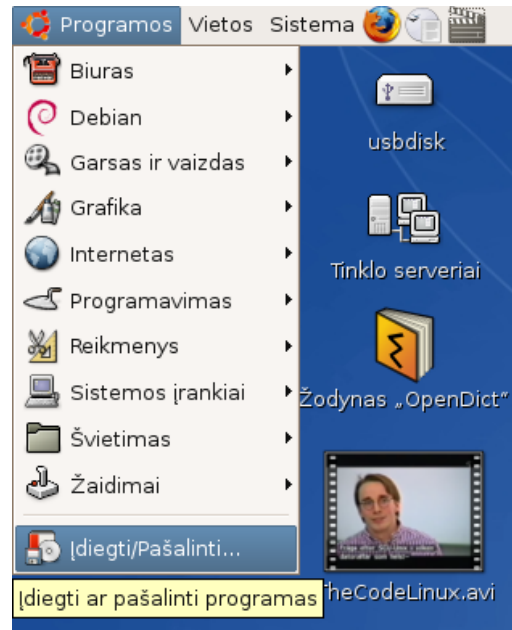 Programos Vietos Sistema
Biuras
Debian
Garsas ir vaizdas
Grafika
Internetas
Programavimas
Reikmenys
Sistemos įrankiai
Švietimas
Žaidimai
Įdiegti/Pašalinti...
Įdiegti ar pašalinti programas
usbdisk
Tinklo serveriai
Žodynas „OpenDict“
heCodeLinux.avi